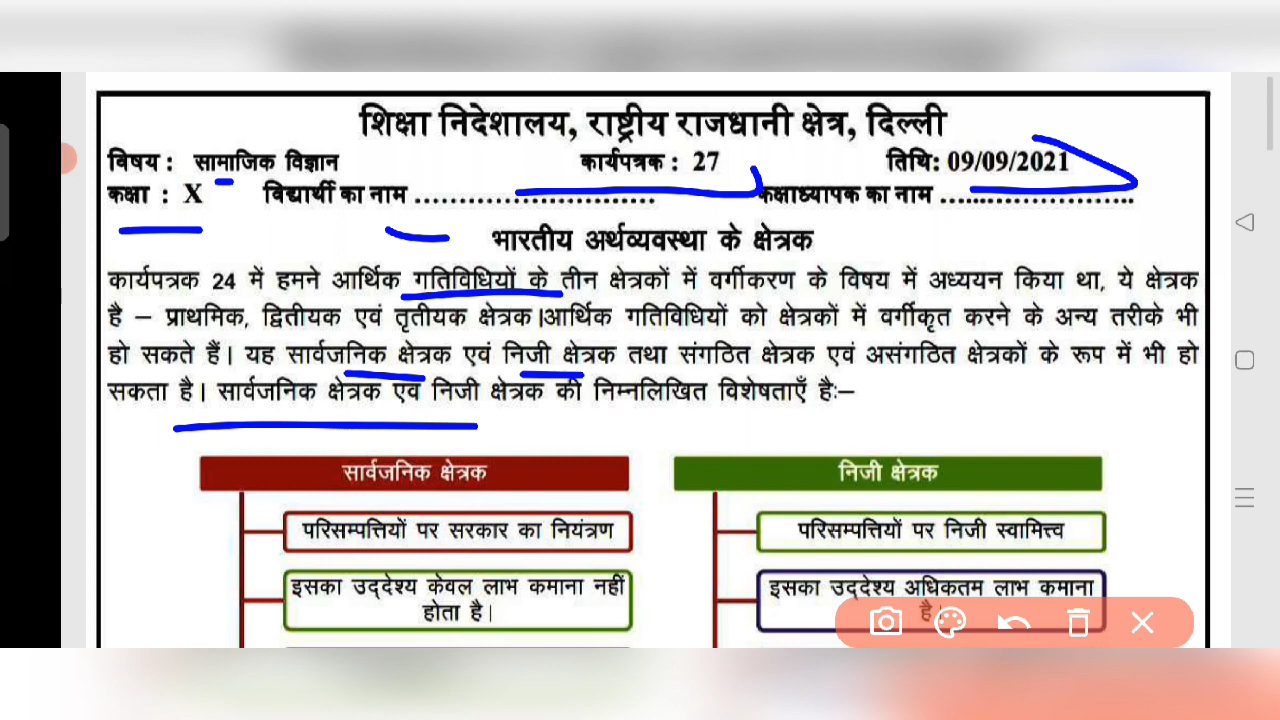 शिक्षा निदेशालय, राष्ट्रीय राजधानी क्षेत्र, दिल्ली
विषय : सामाजिक विज्ञान कार्यपत्रक : 27 तिथि: 09/09/2021
कक्षा : X विद्यार्थी का नाम ............................ कक्षाध्यापक का नाम ........................
भारतीय अर्थव्यवस्था के क्षेत्रक
कार्यपत्रक 24 में हमने आर्थिक गतिविधियों के तीन क्षेत्रकों में वर्गीकरण के विषय में अध्ययन किया था, ये क्षेत्रक
है – प्राथमिक, द्वितीयक एवं तृतीयक क्षेत्रक।आर्थिक गतिविधियों को क्षेत्रकों में वर्गीकृत करने के अन्य तरीके भी
हो सकते हैं। यह सार्वजनिक क्षेत्रक एवं निजी क्षेत्रक तथा संगठित क्षेत्रक एवं असंगठित क्षेत्रकों के रूप में भी हो
सकता है। सार्वजनिक क्षेत्रक एवं निजी क्षेत्रक की निम्नलिखित विशेषताएँ है:–
सार्वजनिक क्षेत्रक
परिसम्पत्तियों पर सरकार का नियंत्रण
इसका उद्देश्य केवल लाभ कमाना नहीं
होता है।
निजी क्षेत्रक
परिसम्पत्तियों पर निजी स्वामित्त्व
इसका उद्देश्य अधिकतम लाभ कमाना
है।